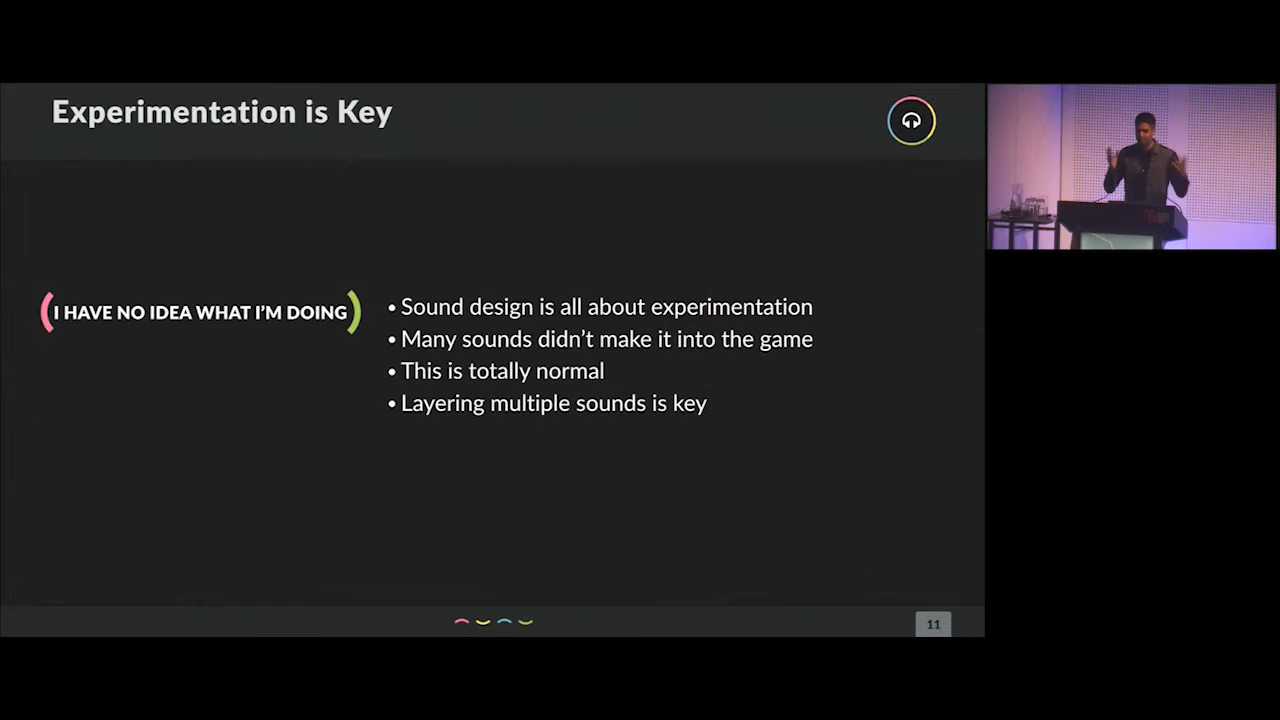 Experimentation is Key
I HAVE NO IDEA WHAT I'M DOING
• Sound design is all about experimentation
• Many sounds didn't make it into the game
• This is totally normal
• Layering multiple sounds is key
11